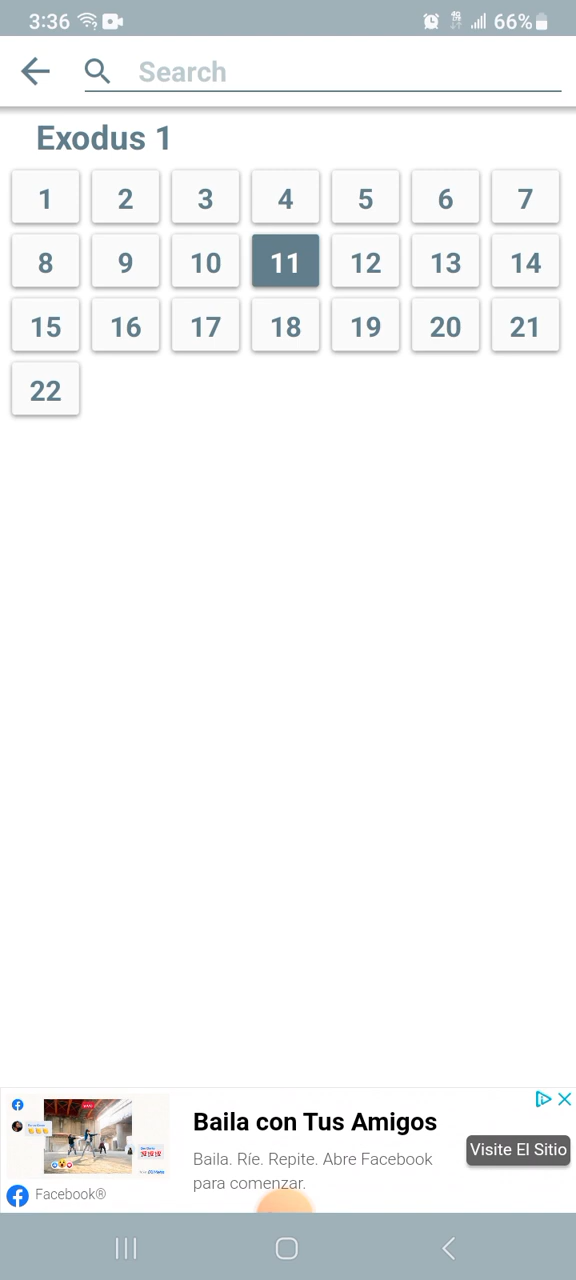 3:36 66%
Search
Exodus 1
1 2 3 4 5 6 7
8 9 10 11 12 13 14
15 16 17 18 19 20 21
22
Baila con Tus Amigos
Baila. Ríe. Repite. Abre Facebook
para comenzar.
Visite El Sitio
Facebook®